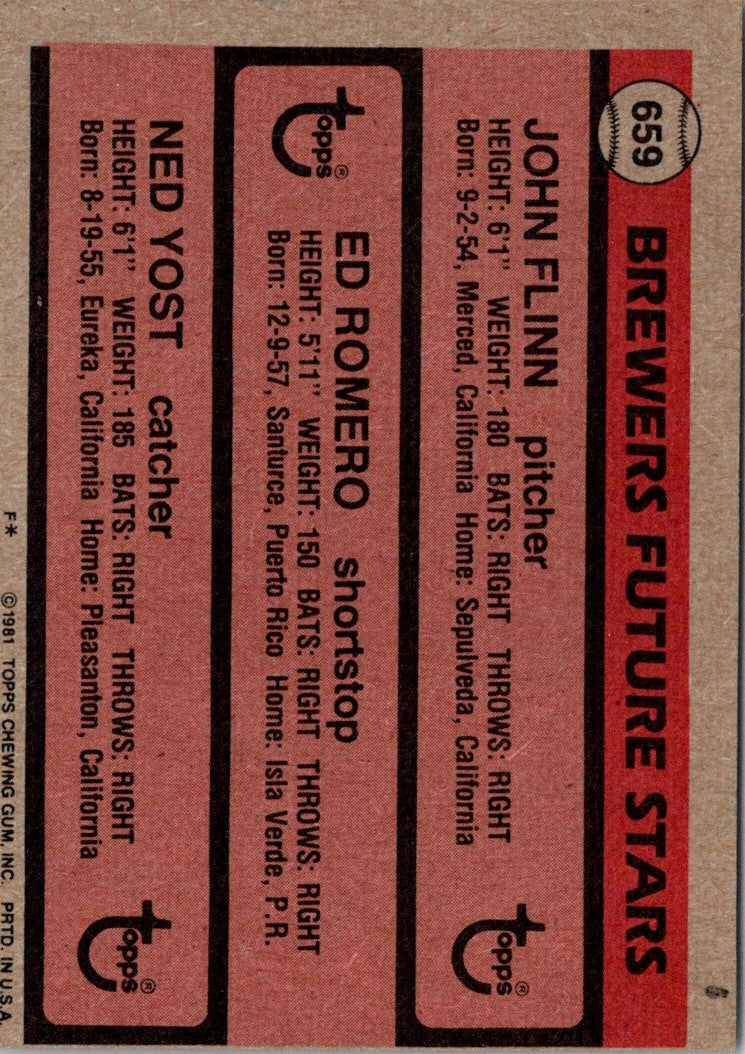 659
BREWERS FUTURE STARS
JOHN FLINN pitcher
HEIGHT: 6'1" WEIGHT: 180 BATS: RIGHT THROWS: RIGHT
Born: 9-2-54, Merced, California Home: Sepulveda, California
Topps®
Topps®
ED ROMERO shortstop
HEIGHT: 5'11" WEIGHT: 150 BATS: RIGHT THROWS: RIGHT
Born: 12-9-57, Santurce, Puerto Rico Home: Isla Verde, P.R.
NED YOST catcher
HEIGHT: 6'1" WEIGHT: 185 BATS: RIGHT THROWS: RIGHT
Born: 8-19-55, Eureka, California Home: Pleasanton, California
Topps®
F* ©1981 TOPPS CHEWING GUM, INC. PRTD. IN U.S.A.